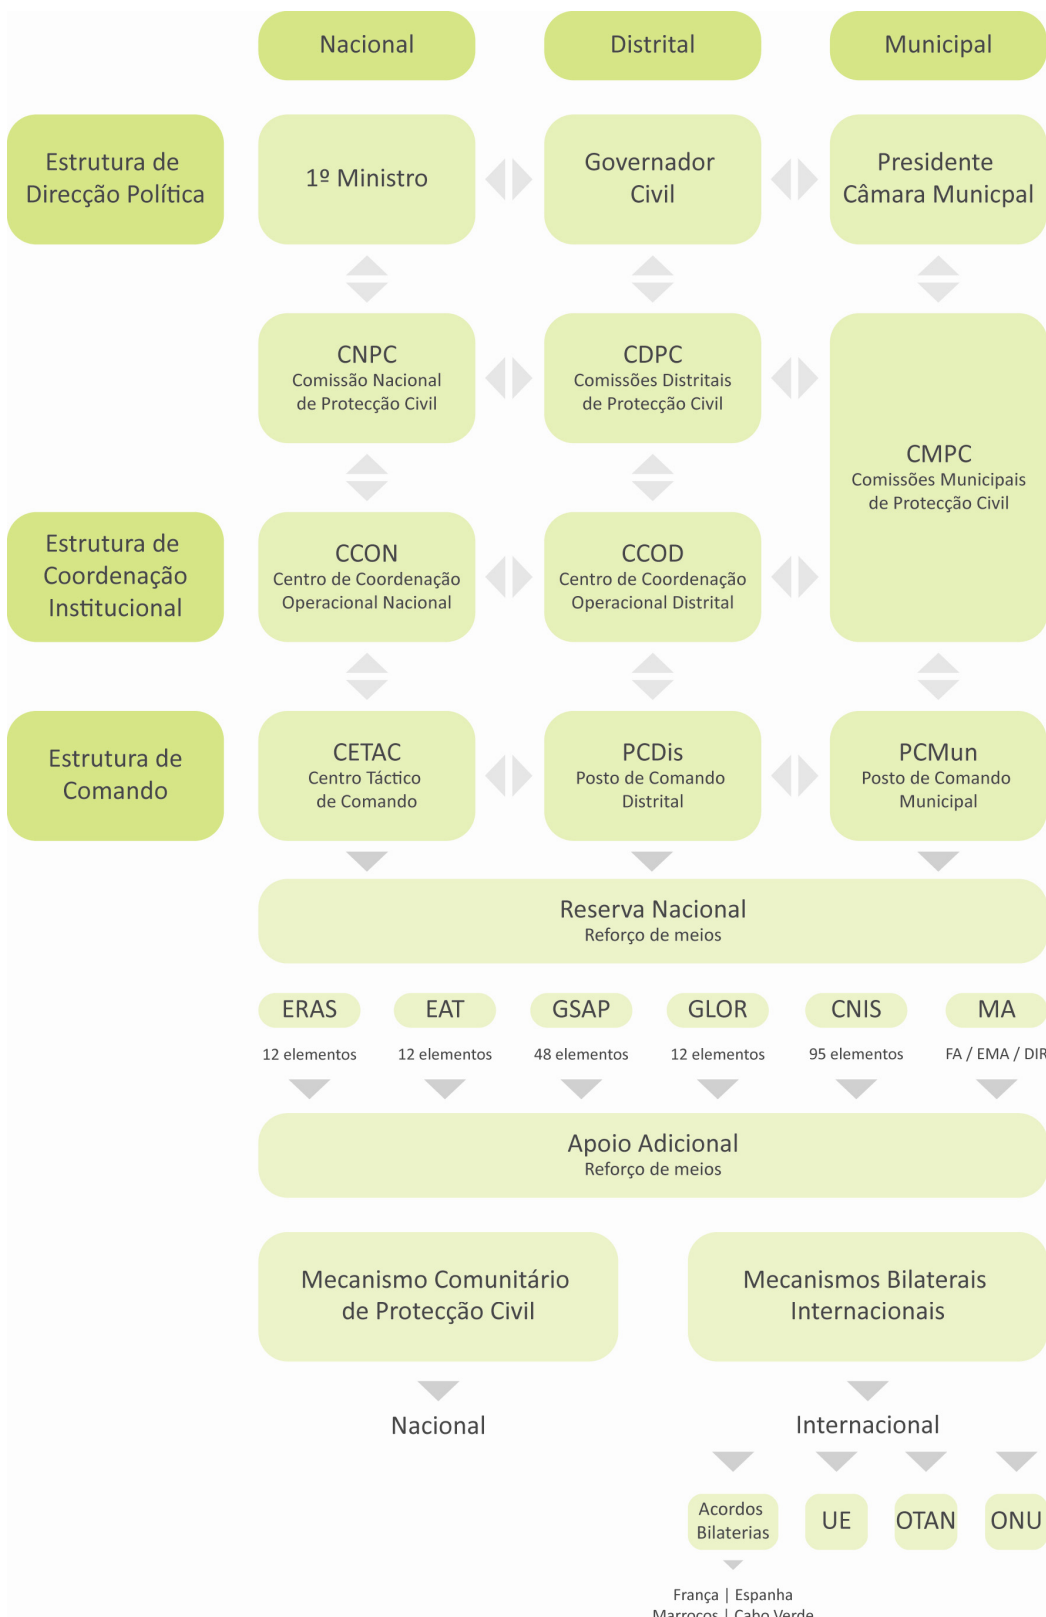 Nacional
Distrital
Municipal
Estrutura de
Direcção Política
1º Ministro
Governador
Civil
Presidente
Câmara Municpal
CNPC
Comissão Nacional
de Protecção Civil
CDPC
Comissões Distritais
de Protecção Civil
CMPC
Comissões Municipais
de Protecção Civil
Estrutura de
Coordenação
Institucional
CCON
Centro de Coordenação
Operacional Nacional
CCOD
Centro de Coordenação
Operacional Distrital
Estrutura de
Comando
CETAC
Centro Táctico
de Comando
PCDis
Posto de Comando
Distrital
PCMun
Posto de Comando
Municipal
Reserva Nacional
Reforço de meios
ERAS
EAT
GSAP
GLOR
CNIS
MA
12 elementos
12 elementos
48 elementos
12 elementos
95 elementos
FA / EMA / DIR
Apoio Adicional
Reforço de meios
Mecanismo Comunitário
de Protecção Civil
Mecanismos Bilaterais
Internacionais
Nacional
Internacional
Acordos
Bilaterias
UE
OTAN
ONU
França | Espanha
Marrocos | Cabo Verde